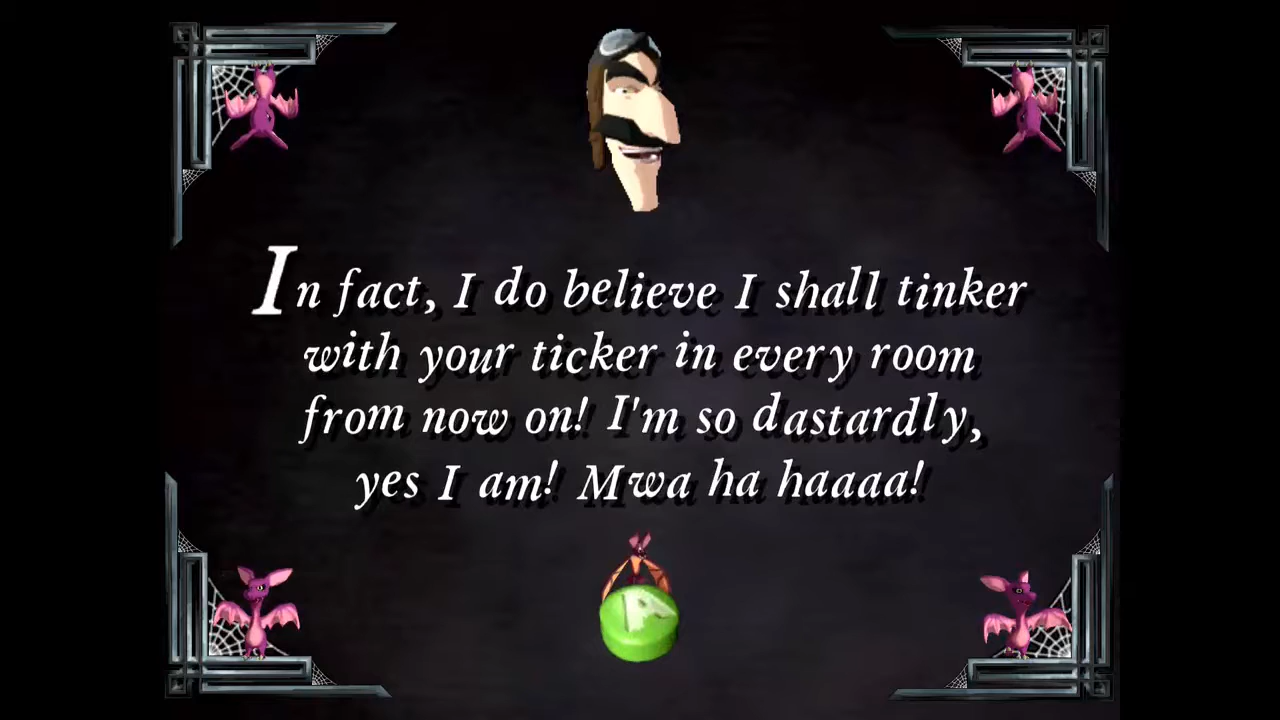 In fact, I do believe I shall tinker
with your ticker in every room
from now on! I'm so dastardly,
yes I am! Mwa ha haaaa!
A